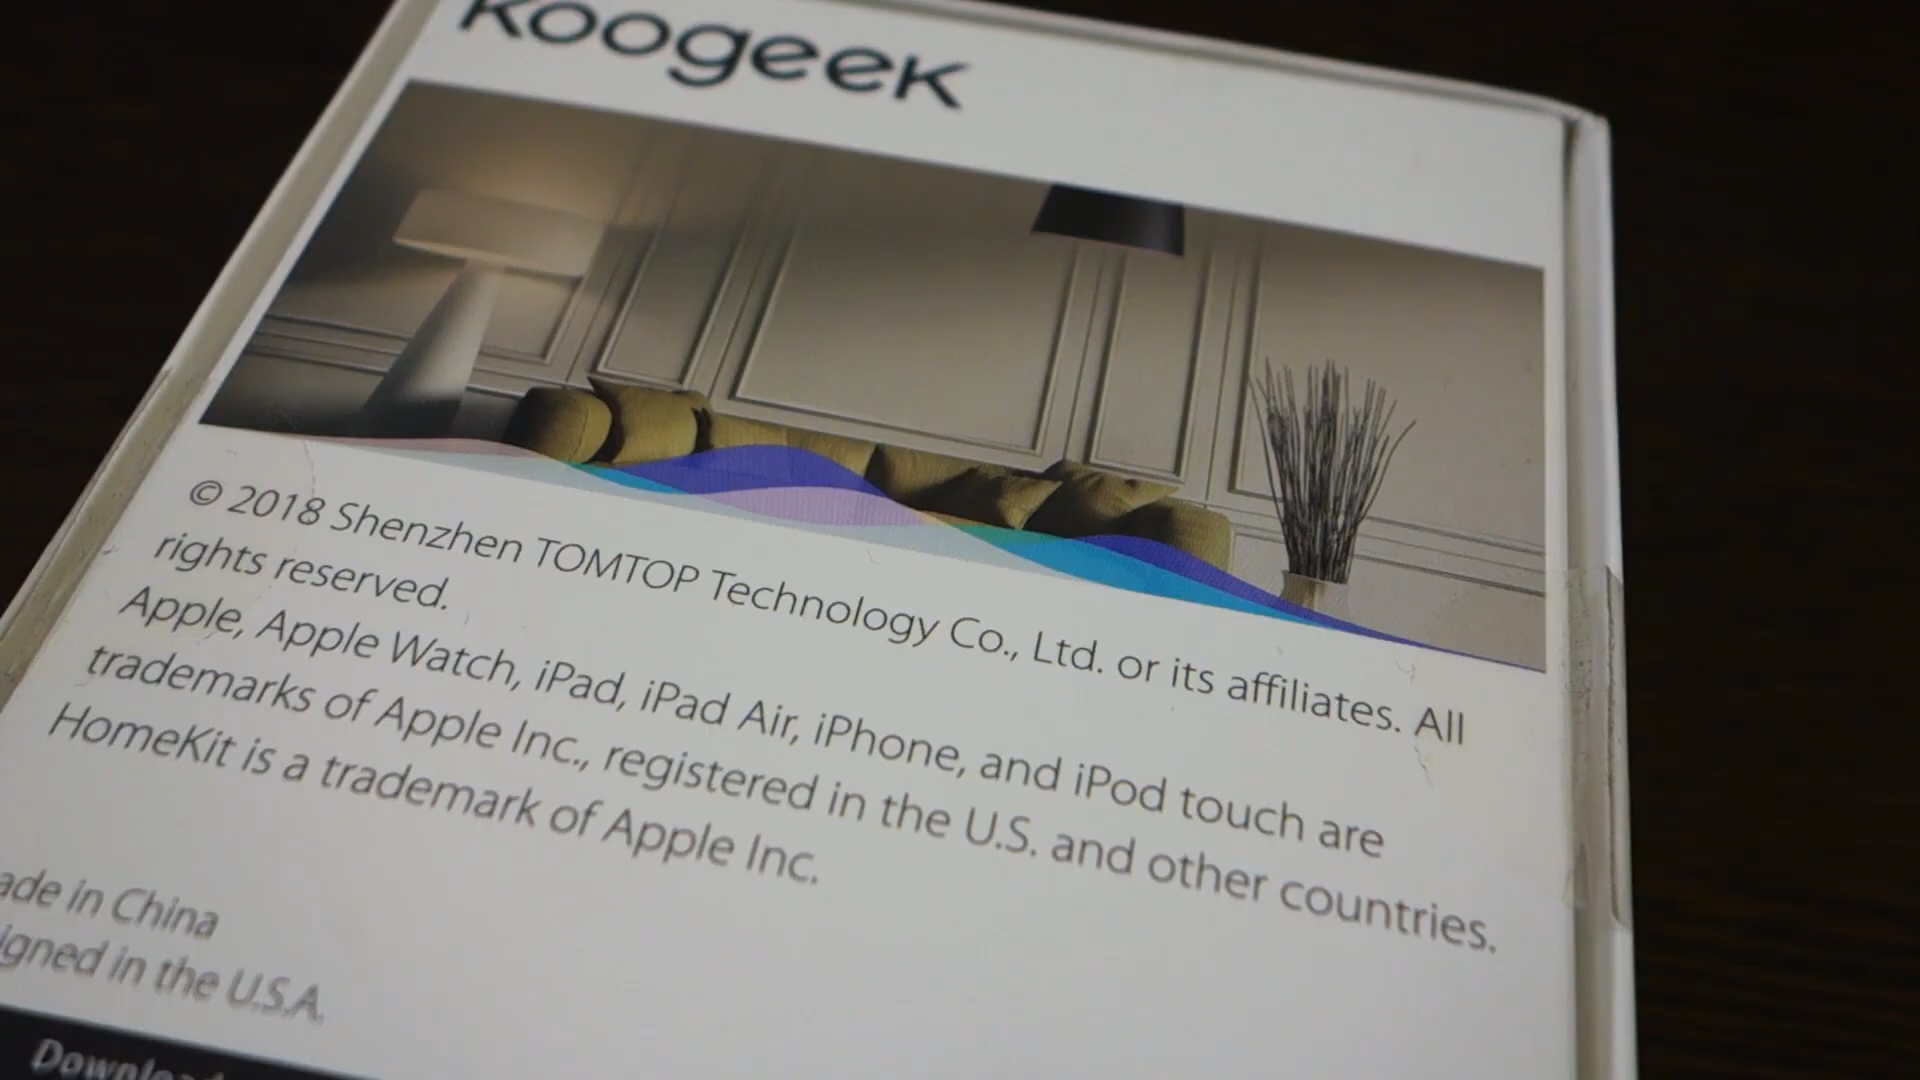 Koogeek
© 2018 Shenzhen TOMTOP Technology Co., Ltd. or its affiliates. All
rights reserved.
Apple, Apple Watch, iPad, iPad Air, iPhone, and iPod touch are
trademarks of Apple Inc., registered in the U.S. and other countries.
HomeKit is a trademark of Apple Inc.
ade in China
igned in the U.S.A.
Download